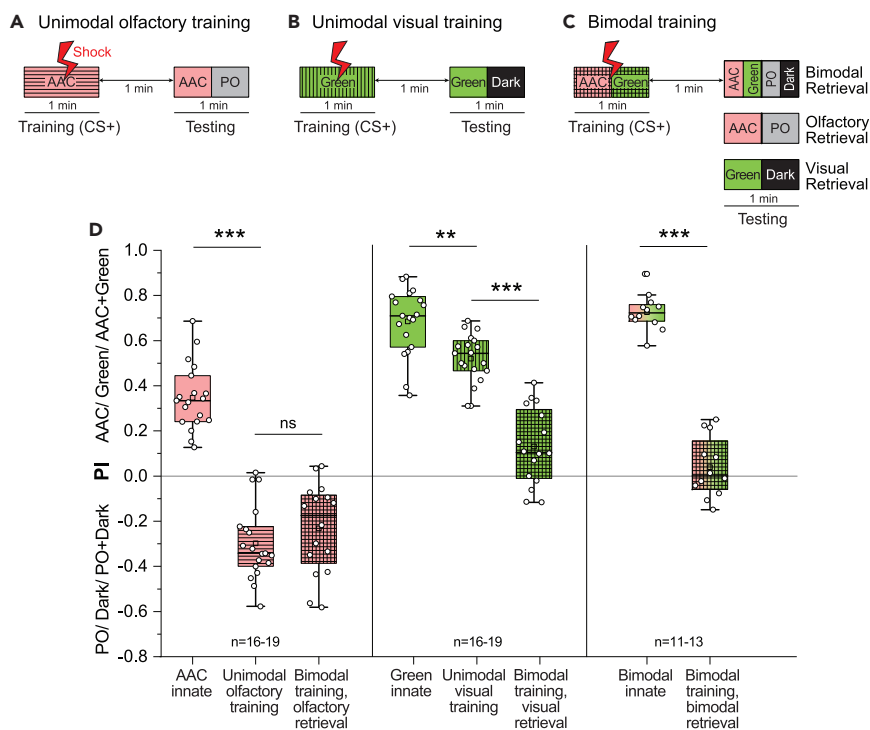 A Unimodal olfactory training
Shock
AAC
AAC PO
1 min
1 min
1 min
Training (CS+)
Testing
B Unimodal visual training
Green
Green Dark
1 min
1 min
1 min
Training (CS+)
Testing
C Bimodal training
AAC Green
AAC Green PO Dark
Bimodal
Retrieval
1 min
1 min
Training (CS+)
AAC PO
Olfactory
Retrieval
Green Dark
Visual
Retrieval
1 min
Testing
D
PI
AAC/ Green/ AAC+Green
PO/ Dark/ PO+Dark
1.0
0.8
0.6
0.4
0.2
0.0
-0.2
-0.4
-0.6
-0.8
***
ns
**
***
***
n=16-19
n=16-19
n=11-13
AAC
innate
Unimodal
olfactory
training
Bimodal
training,
olfactory
retrieval
Green
innate
Unimodal
visual
training
Bimodal
training,
visual
retrieval
Bimodal
innate
Bimodal
training,
bimodal
retrieval